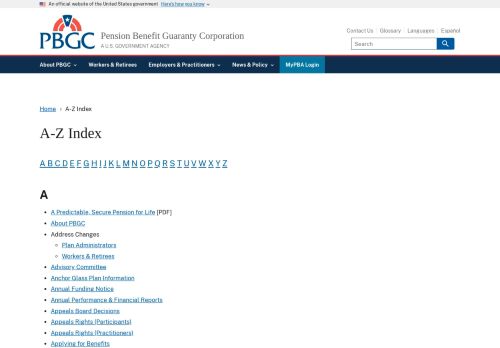 An official website of the United States government Here's how you know
PBGC
Pension Benefit Guaranty Corporation
A U.S. GOVERNMENT AGENCY
Contact Us Glossary Languages Español
Search
About PBGC Workers & Retirees Employers & Practitioners News & Policy MyPBA Login
Home A-Z Index
A-Z Index
A B C D E F G H I J K L M N O P Q R S T U V W X Y Z
A
A Predictable, Secure Pension for Life [PDF]
About PBGC
Address Changes
Plan Administrators
Workers & Retirees
Advisory Committee
Anchor Glass Plan Information
Annual Funding Notice
Annual Performance & Financial Reports
Appeals Board Decisions
Appeals Rights (Participants)
Appeals Rights (Practitioners)
Applying for Benefits